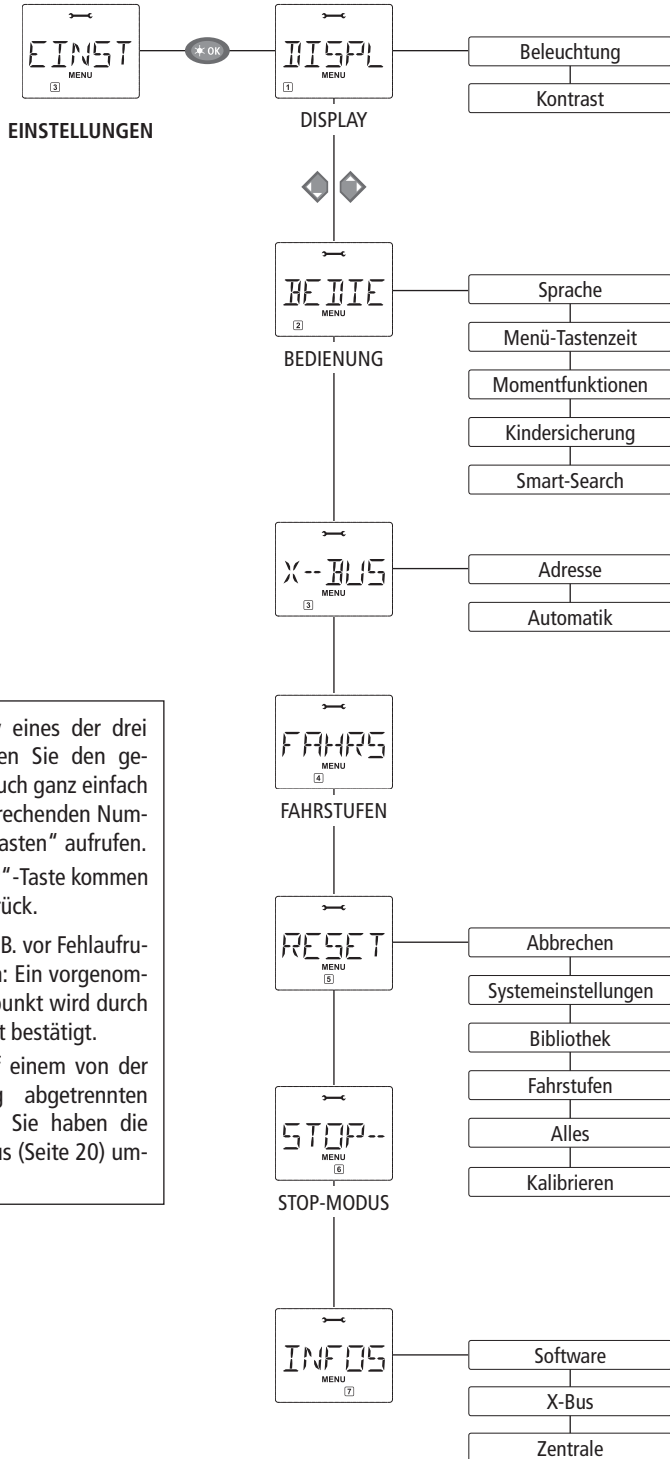 EINST
MENU
3
EINSTELLUNGEN
OK
DISPL
MENU
1
DISPLAY
Beleuchtung
Kontrast
BEDIE
MENU
2
BEDIENUNG
Sprache
Menü-Tastenzeit
Momentfunktionen
Kindersicherung
Smart-Search
X--BUS
MENU
3
Adresse
Automatik
FAHRS
MENU
4
FAHRSTUFEN
eines der drei
en Sie den ge-
uch ganz einfach
rechenden Num-
asten“ aufrufen.
“-Taste kommen
rück.
B. vor Fehlaufru-
: Ein vorgenom-
punkt wird durch
t bestätigt.
einem von der
abgetrennten
Sie haben die
us (Seite 20) um-
RESET
MENU
5
Abbrechen
Systemeinstellungen
Bibliothek
Fahrstufen
Alles
Kalibrieren
STOP--
MENU
6
STOP-MODUS
INFOS
MENU
7
Software
X-Bus
Zentrale